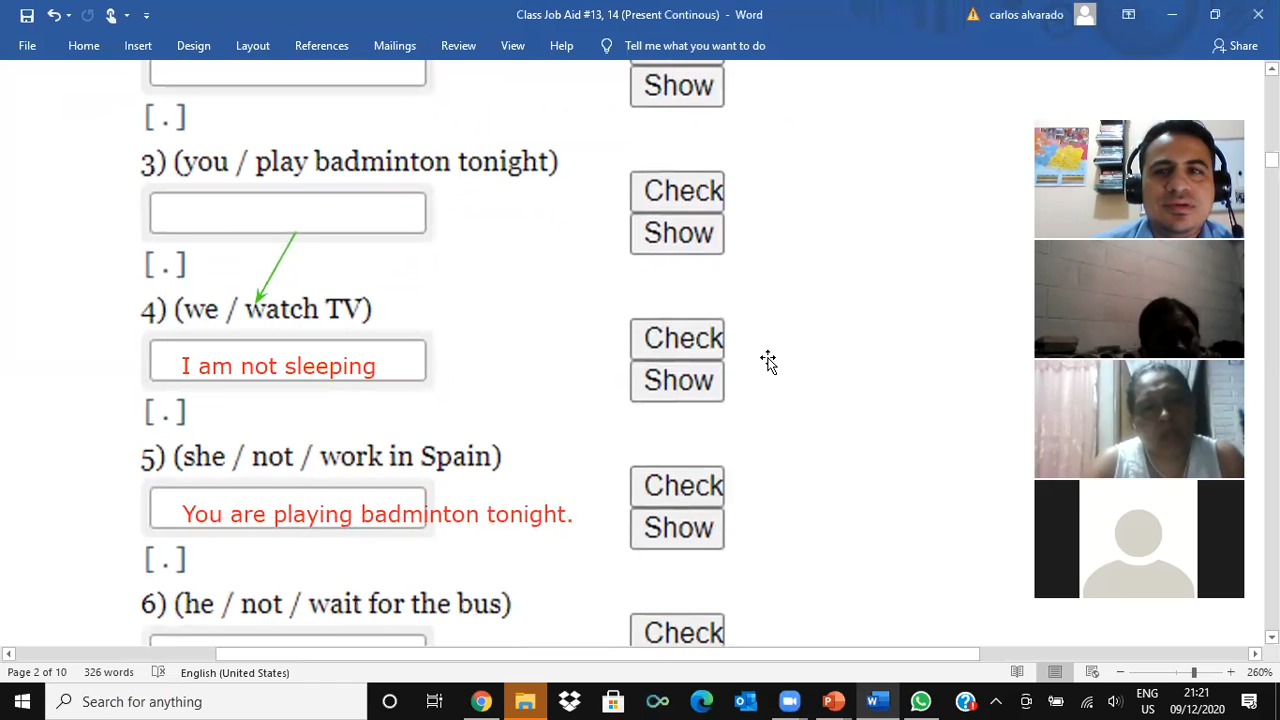 Class Job Aid #13, 14 (Present Continous) - Word
carlos alvarado
File Home Insert Design Layout References Mailings Review View Help Tell me what you want to do Share
Show
[ . ]
3) (you / play badminton tonight)
Check
Show
[ . ]
4) (we / watch TV)
Check
I am not sleeping
Show
[ . ]
5) (she / not / work in Spain)
Check
You are playing badminton tonight.
Show
[ . ]
6) (he / not / wait for the bus)
Check
Page 2 of 10 326 words English (United States) 260%
Search for anything
ENG 21:21
US 09/12/2020